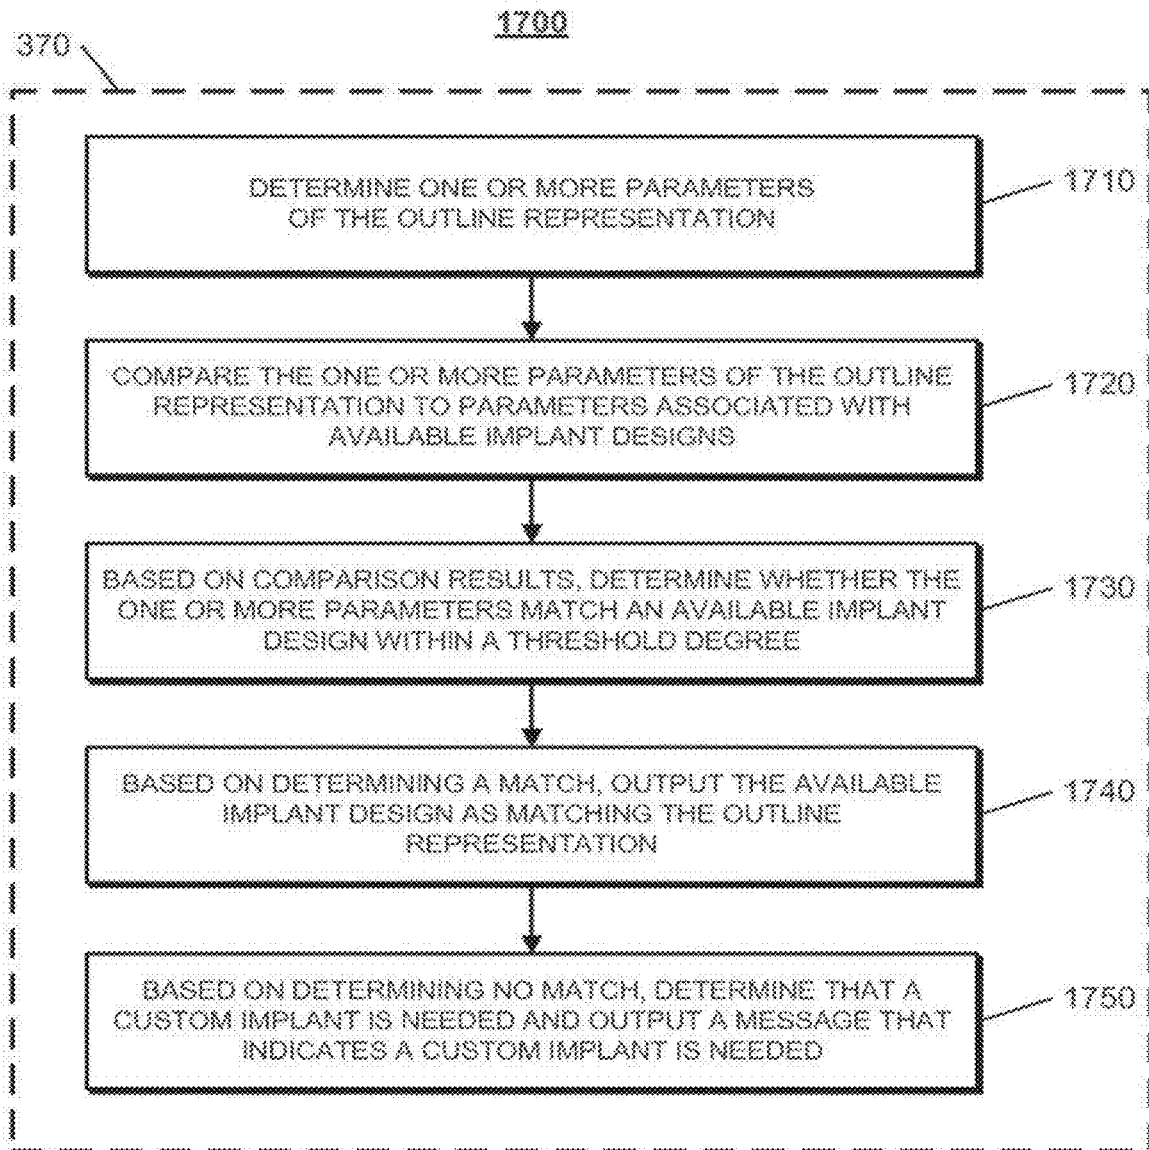 1700
370
DETERMINE ONE OR MORE PARAMETERS
OF THE OUTLINE REPRESENTATION
1710
COMPARE THE ONE OR MORE PARAMETERS OF THE OUTLINE
REPRESENTATION TO PARAMETERS ASSOCIATED WITH
AVAILABLE IMPLANT DESIGNS
1720
BASED ON COMPARISON RESULTS, DETERMINE WHETHER THE
ONE OR MORE PARAMETERS MATCH AN AVAILABLE IMPLANT
DESIGN WITHIN A THRESHOLD DEGREE
1730
BASED ON DETERMINING A MATCH, OUTPUT THE AVAILABLE
IMPLANT DESIGN AS MATCHING THE OUTLINE
REPRESENTATION
1740
BASED ON DETERMINING NO MATCH, DETERMINE THAT A
CUSTOM IMPLANT IS NEEDED AND OUTPUT A MESSAGE THAT
INDICATES A CUSTOM IMPLANT IS NEEDED
1750